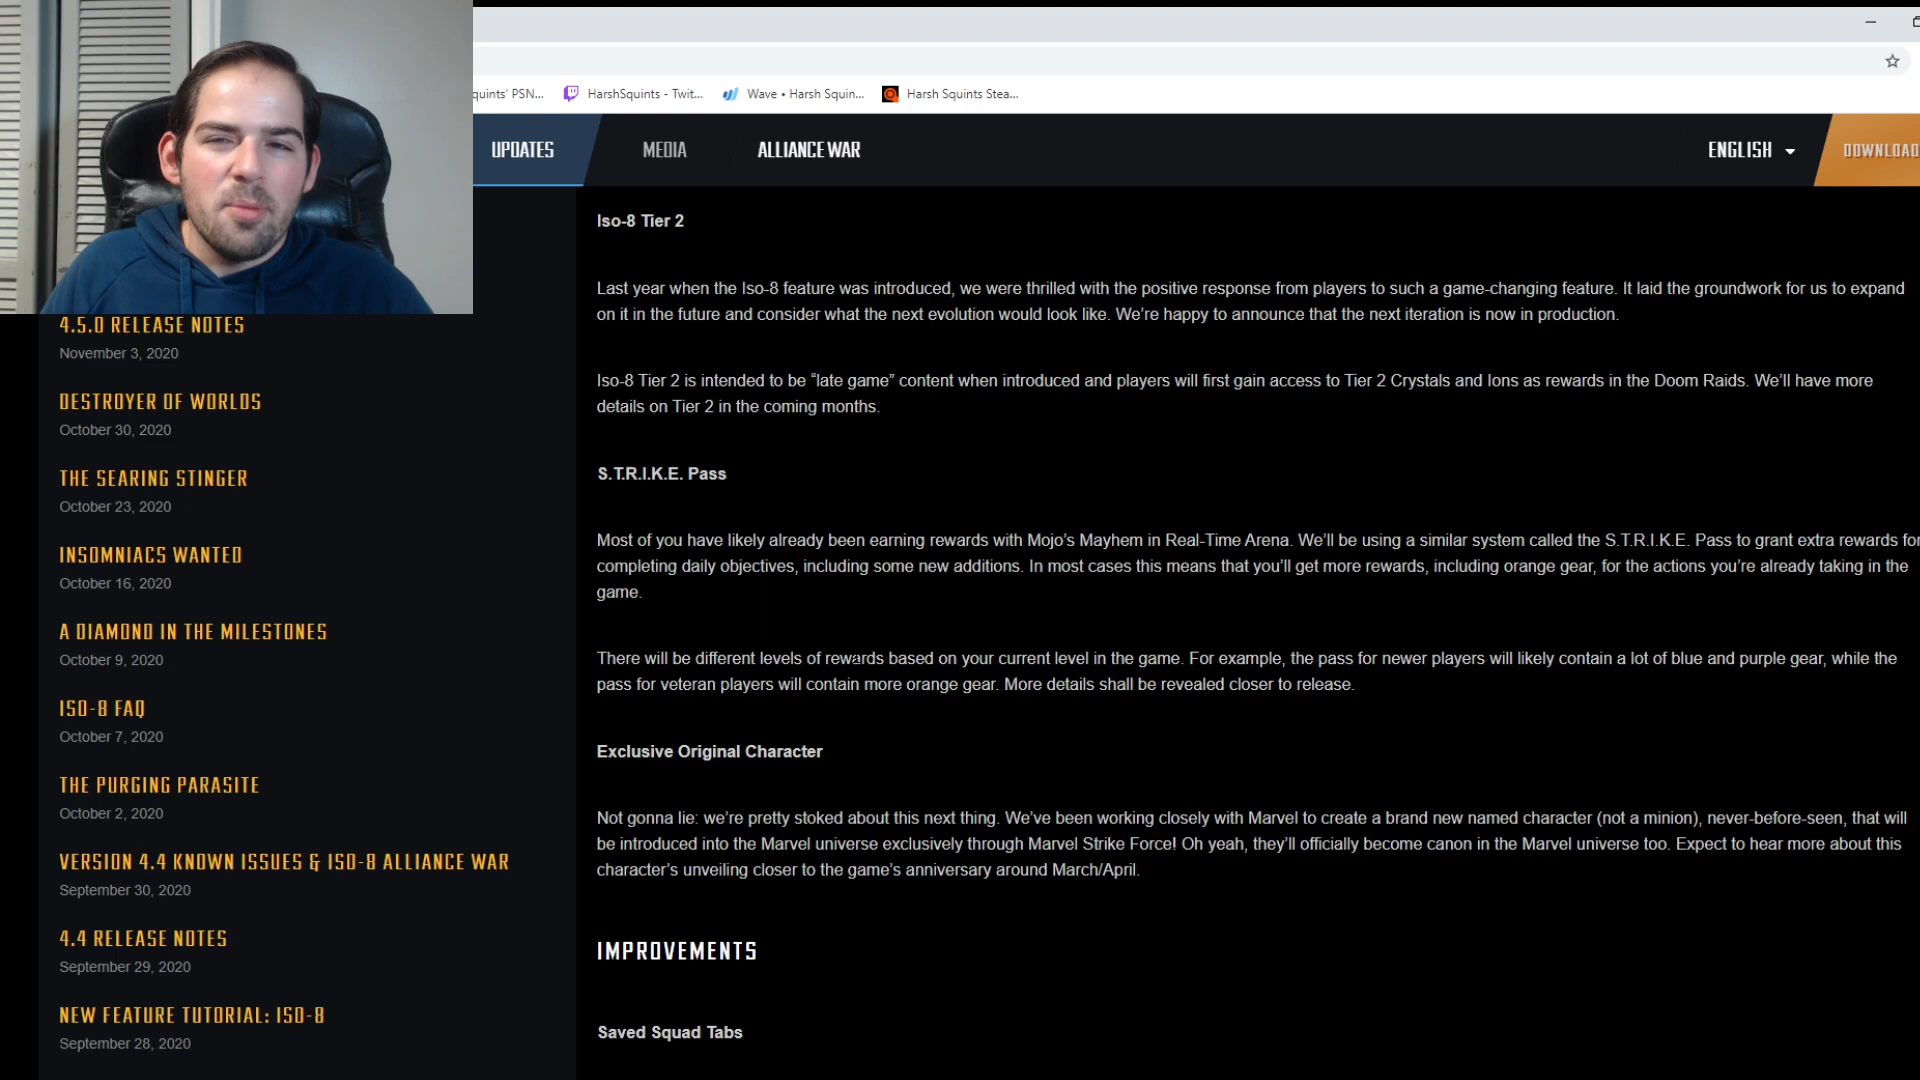 quints' PSN...
HarshSquints - Twit...
Wave • Harsh Squin...
Harsh Squints Stea...
UPDATES
MEDIA
ALLIANCE WAR
ENGLISH
DOWNLOAD
4.5.0 RELEASE NOTES
November 3, 2020
DESTROYER OF WORLDS
October 30, 2020
THE SEARING STINGER
October 23, 2020
INSOMNIACS WANTED
October 16, 2020
A DIAMOND IN THE MILESTONES
October 9, 2020
ISO-8 FAQ
October 7, 2020
THE PURGING PARASITE
October 2, 2020
VERSION 4.4 KNOWN ISSUES & ISO-8 ALLIANCE WAR
September 30, 2020
4.4 RELEASE NOTES
September 29, 2020
NEW FEATURE TUTORIAL: ISO-8
September 28, 2020
Iso-8 Tier 2
Last year when the Iso-8 feature was introduced, we were thrilled with the positive response from players to such a game-changing feature. It laid the groundwork for us to expand
on it in the future and consider what the next evolution would look like. We're happy to announce that the next iteration is now in production.
Iso-8 Tier 2 is intended to be “late game” content when introduced and players will first gain access to Tier 2 Crystals and Ions as rewards in the Doom Raids. We'll have more
details on Tier 2 in the coming months.
S.T.R.I.K.E. Pass
Most of you have likely already been earning rewards with Mojo's Mayhem in Real-Time Arena. We'll be using a similar system called the S.T.R.I.K.E. Pass to grant extra rewards for
completing daily objectives, including some new additions. In most cases this means that you'll get more rewards, including orange gear, for the actions you're already taking in the
game.
There will be different levels of rewards based on your current level in the game. For example, the pass for newer players will likely contain a lot of blue and purple gear, while the
pass for veteran players will contain more orange gear. More details shall be revealed closer to release.
Exclusive Original Character
Not gonna lie: we're pretty stoked about this next thing. We've been working closely with Marvel to create a brand new named character (not a minion), never-before-seen, that will
be introduced into the Marvel universe exclusively through Marvel Strike Force! Oh yeah, they'll officially become canon in the Marvel universe too. Expect to hear more about this
character's unveiling closer to the game's anniversary around March/April.
IMPROVEMENTS
Saved Squad Tabs